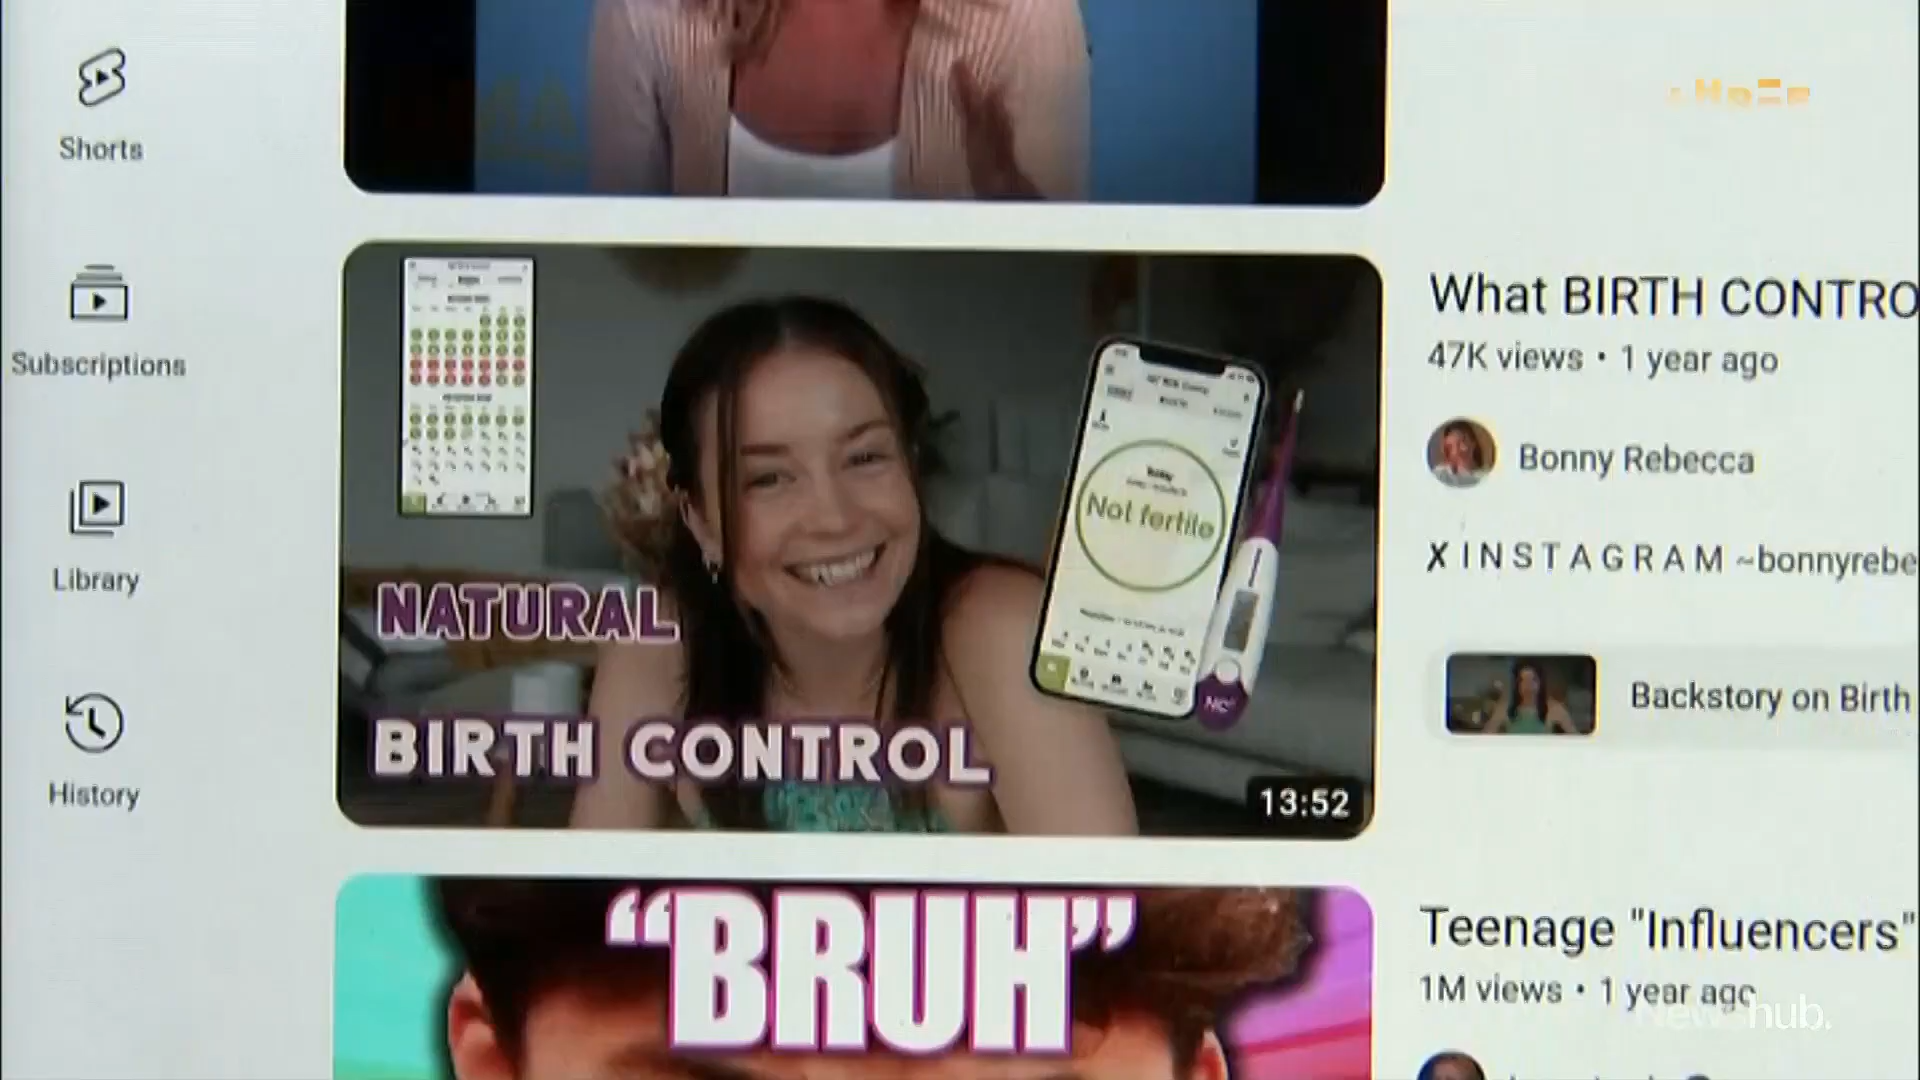 Shorts
Subscriptions
Library
History
NATURAL
BIRTH CONTROL
Not fertile
NC°
13:52
What BIRTH CONTRO
47K views • 1 year ago
Bonny Rebecca
X I N S T A G R A M ~bonnyrebe
Backstory on Birth
"BRUH"
Teenage "Influencers"
1M views • 1 year ago
Newshub.